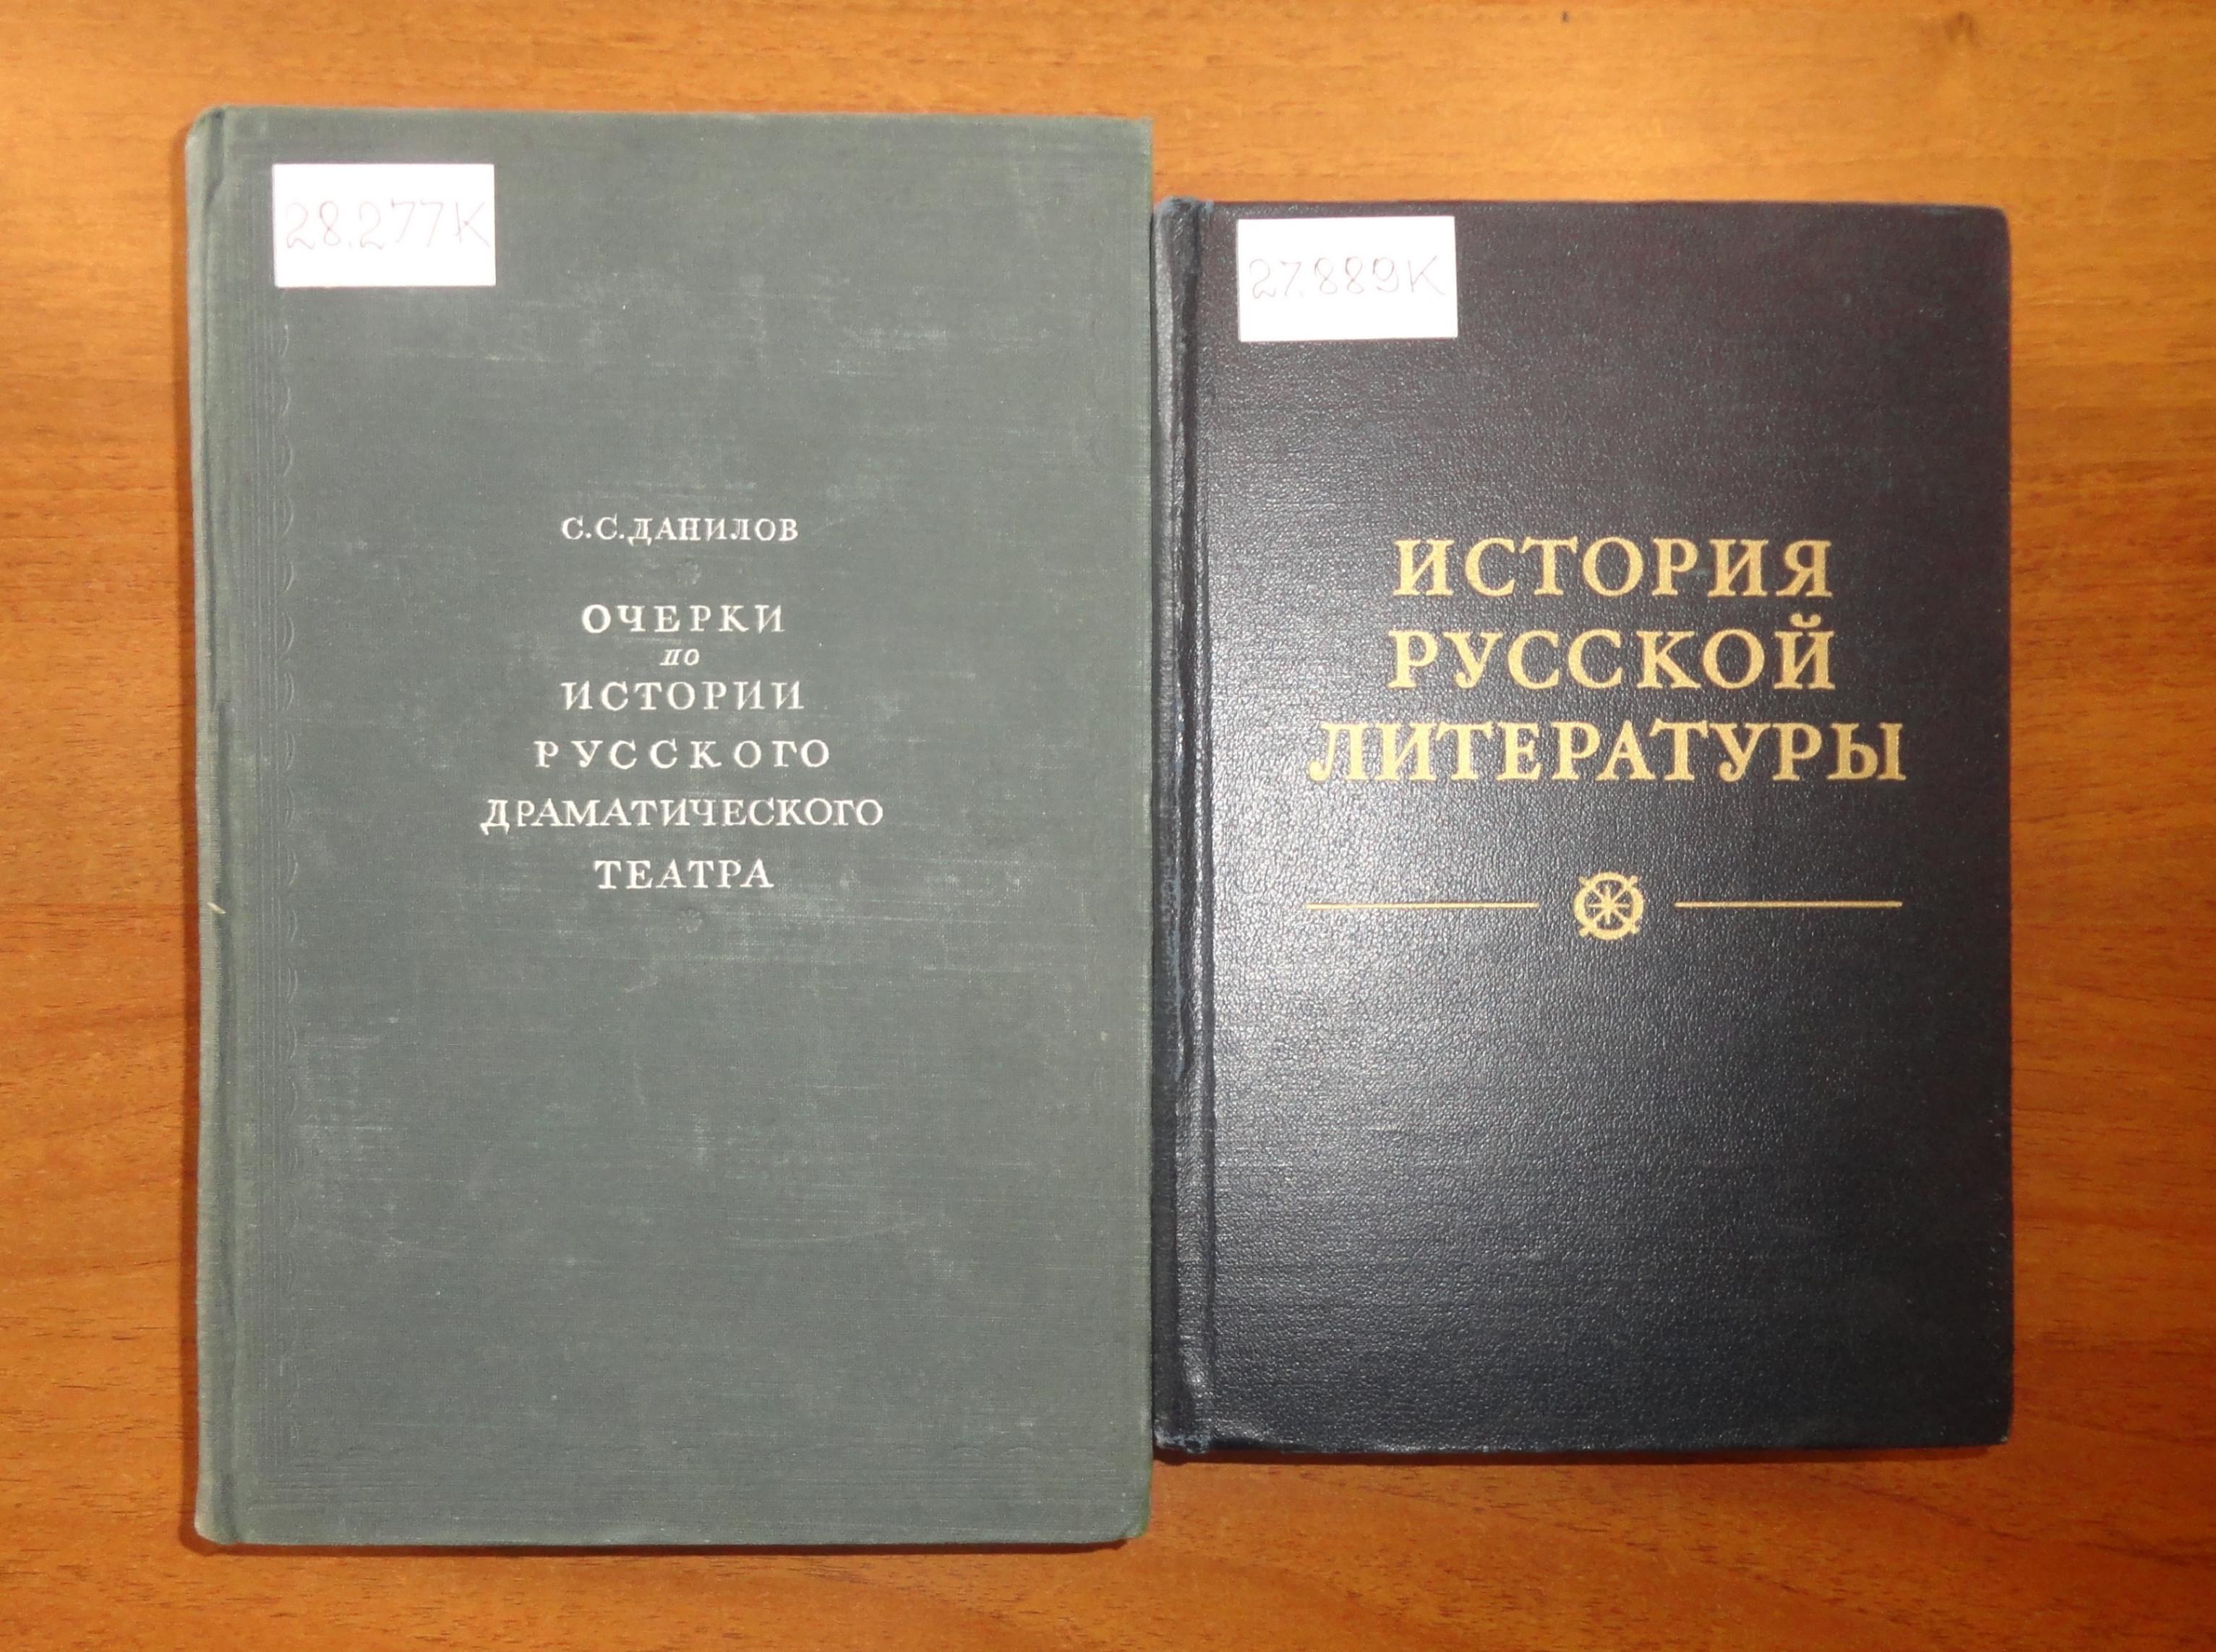 28.277К
С.С.ДАНИЛОВ
ОЧЕРКИ
по
ИСТОРИИ
РУССКОГО
ДРАМАТИЧЕСКОГО
ТЕАТРА
27.889К
ИСТОРИЯ
РУССКОЙ
ЛИТЕРАТУРЫ